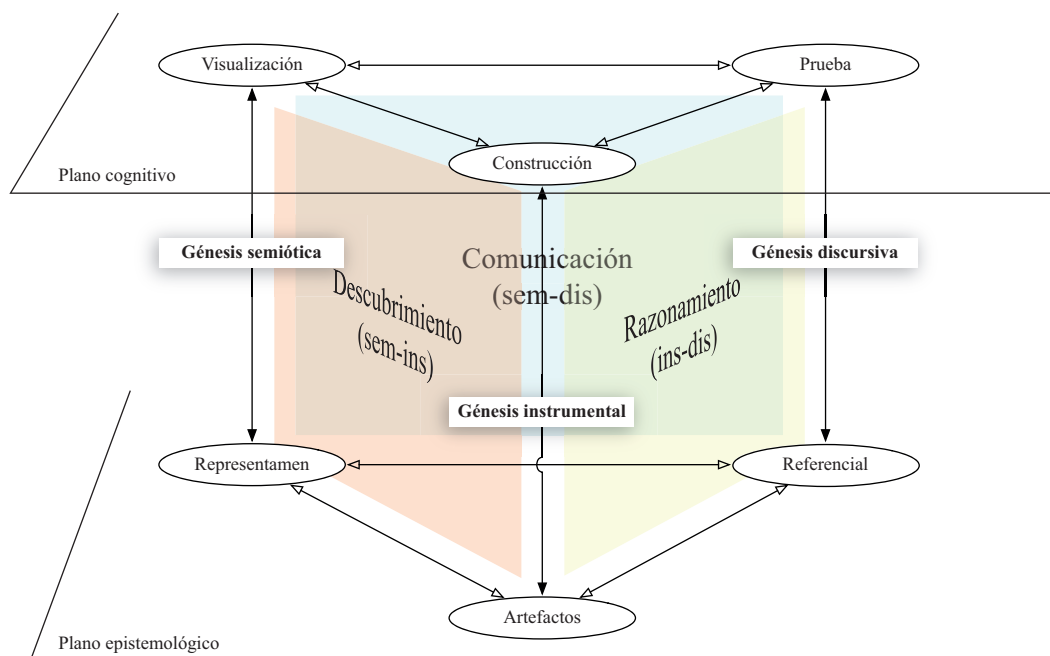 Visualización
Prueba
Construcción
Plano cognitivo
Génesis semiótica
Génesis discursiva
Comunicación
(sem-dis)
Descubrimiento
(sem-ins)
Razonamiento
(ins-dis)
Génesis instrumental
Representamen
Referencial
Artefactos
Plano epistemológico